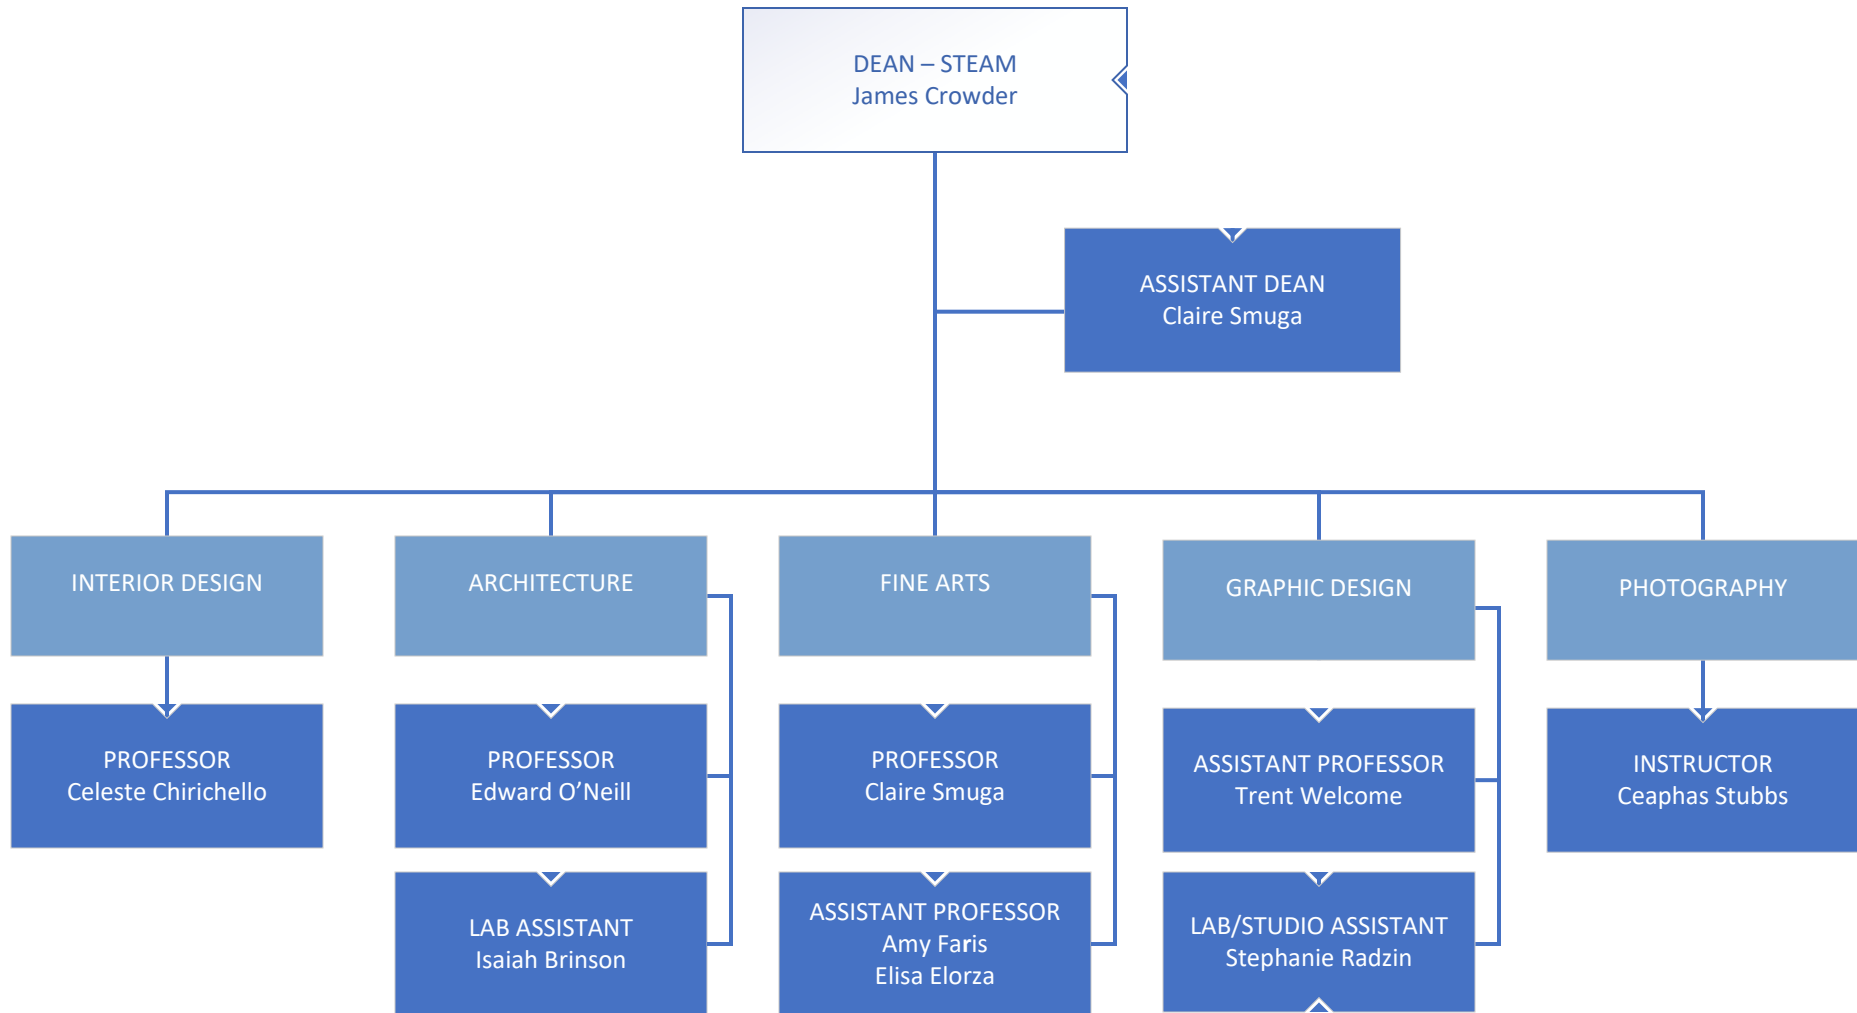 DEAN – STEAM
James Crowder
ASSISTANT DEAN
Claire Smuga
INTERIOR DESIGN
ARCHITECTURE
FINE ARTS
GRAPHIC DESIGN
PHOTOGRAPHY
PROFESSOR
Celeste Chirichello
PROFESSOR
Edward O’Neill
PROFESSOR
Claire Smuga
ASSISTANT PROFESSOR
Trent Welcome
INSTRUCTOR
Ceaphas Stubbs
LAB ASSISTANT
Isaiah Brinson
ASSISTANT PROFESSOR
Amy Faris
Elisa Elorza
LAB/STUDIO ASSISTANT
Stephanie Radzin